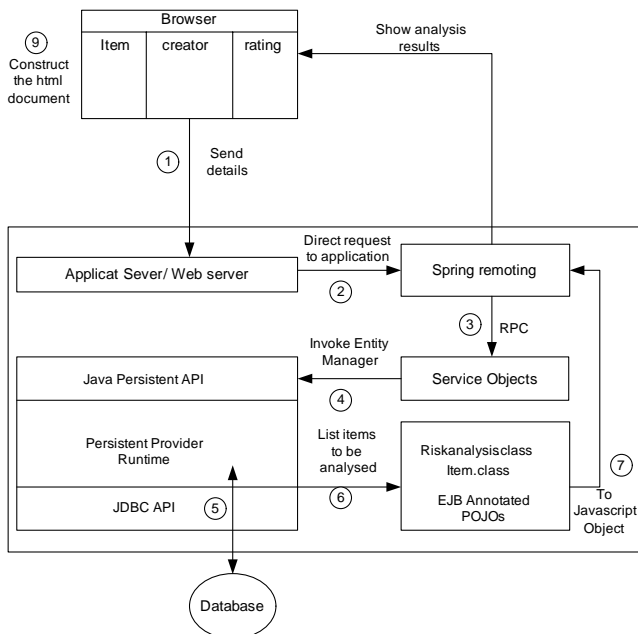 Browser
Item
creator
rating
9
Construct
the html
document
Show analysis
results
1
Send
details
Applicat Sever/ Web server
Direct request
to application
2
Spring remoting
3
RPC
Invoke Entity
Manager
4
Java Persistent API
Service Objects
Persistent Provider
Runtime
List items
to be
analysed
6
Riskanalysisclass
Item.class
EJB Annotated
POJOs
7
To
Javascript
Object
JDBC API
5
Database